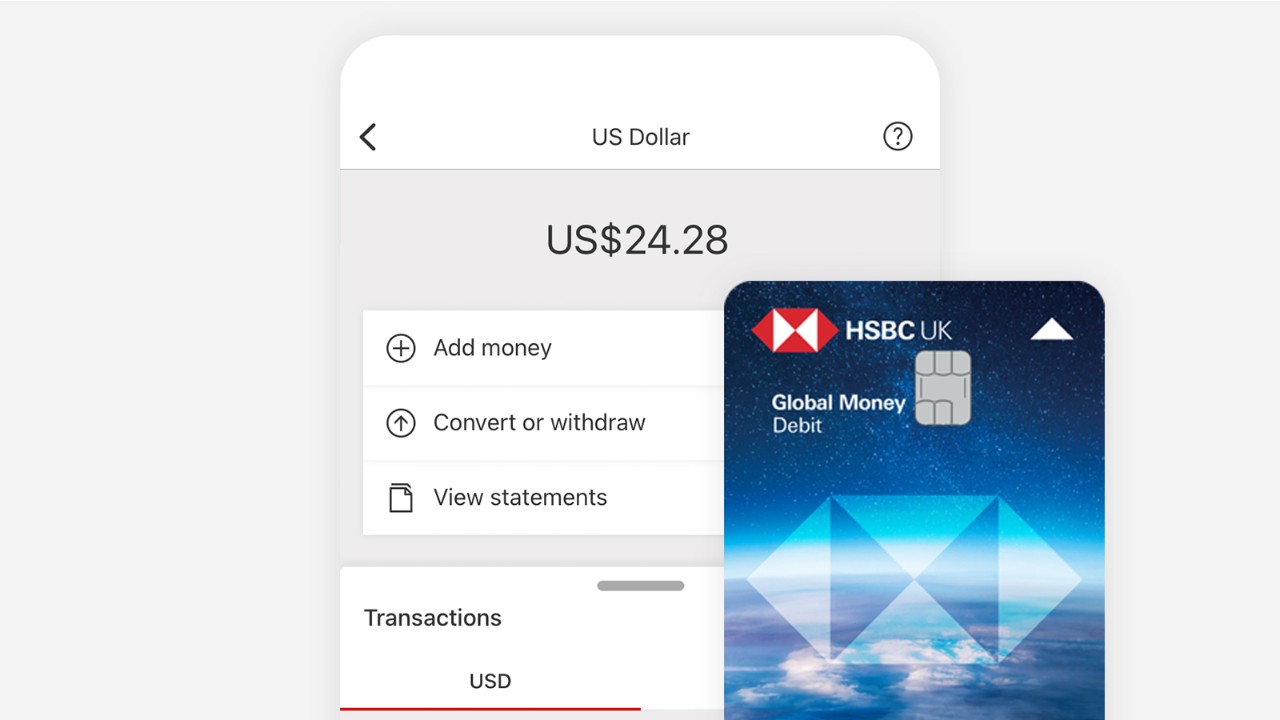 US Dollar
US$24.28
Add money
Convert or withdraw
View statements
Transactions
USD
HSBC UK
Global Money
Debit